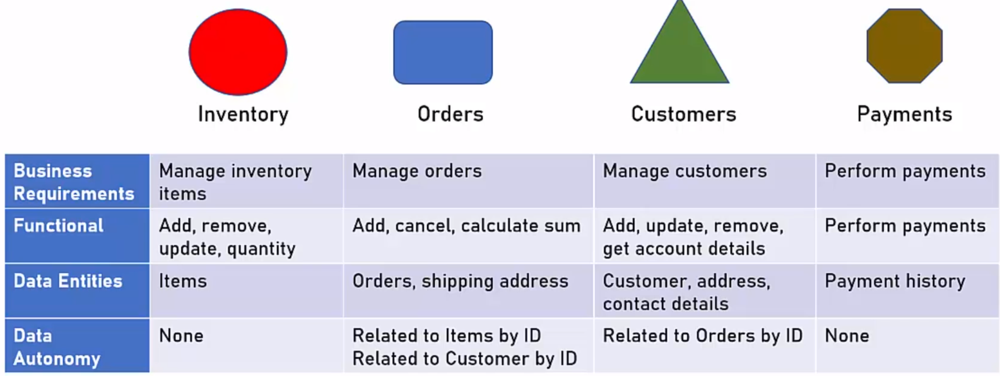 Inventory
Orders
Customers
Payments
Business
Requirements
Manage inventory
items
Manage orders
Manage customers
Perform payments
Functional
Add, remove,
update, quantity
Add, cancel, calculate sum
Add, update, remove,
get account details
Perform payments
Data Entities
Items
Orders, shipping address
Customer, address,
contact details
Payment history
Data
Autonomy
None
Related to Items by ID
Related to Customer by ID
Related to Orders by ID
None